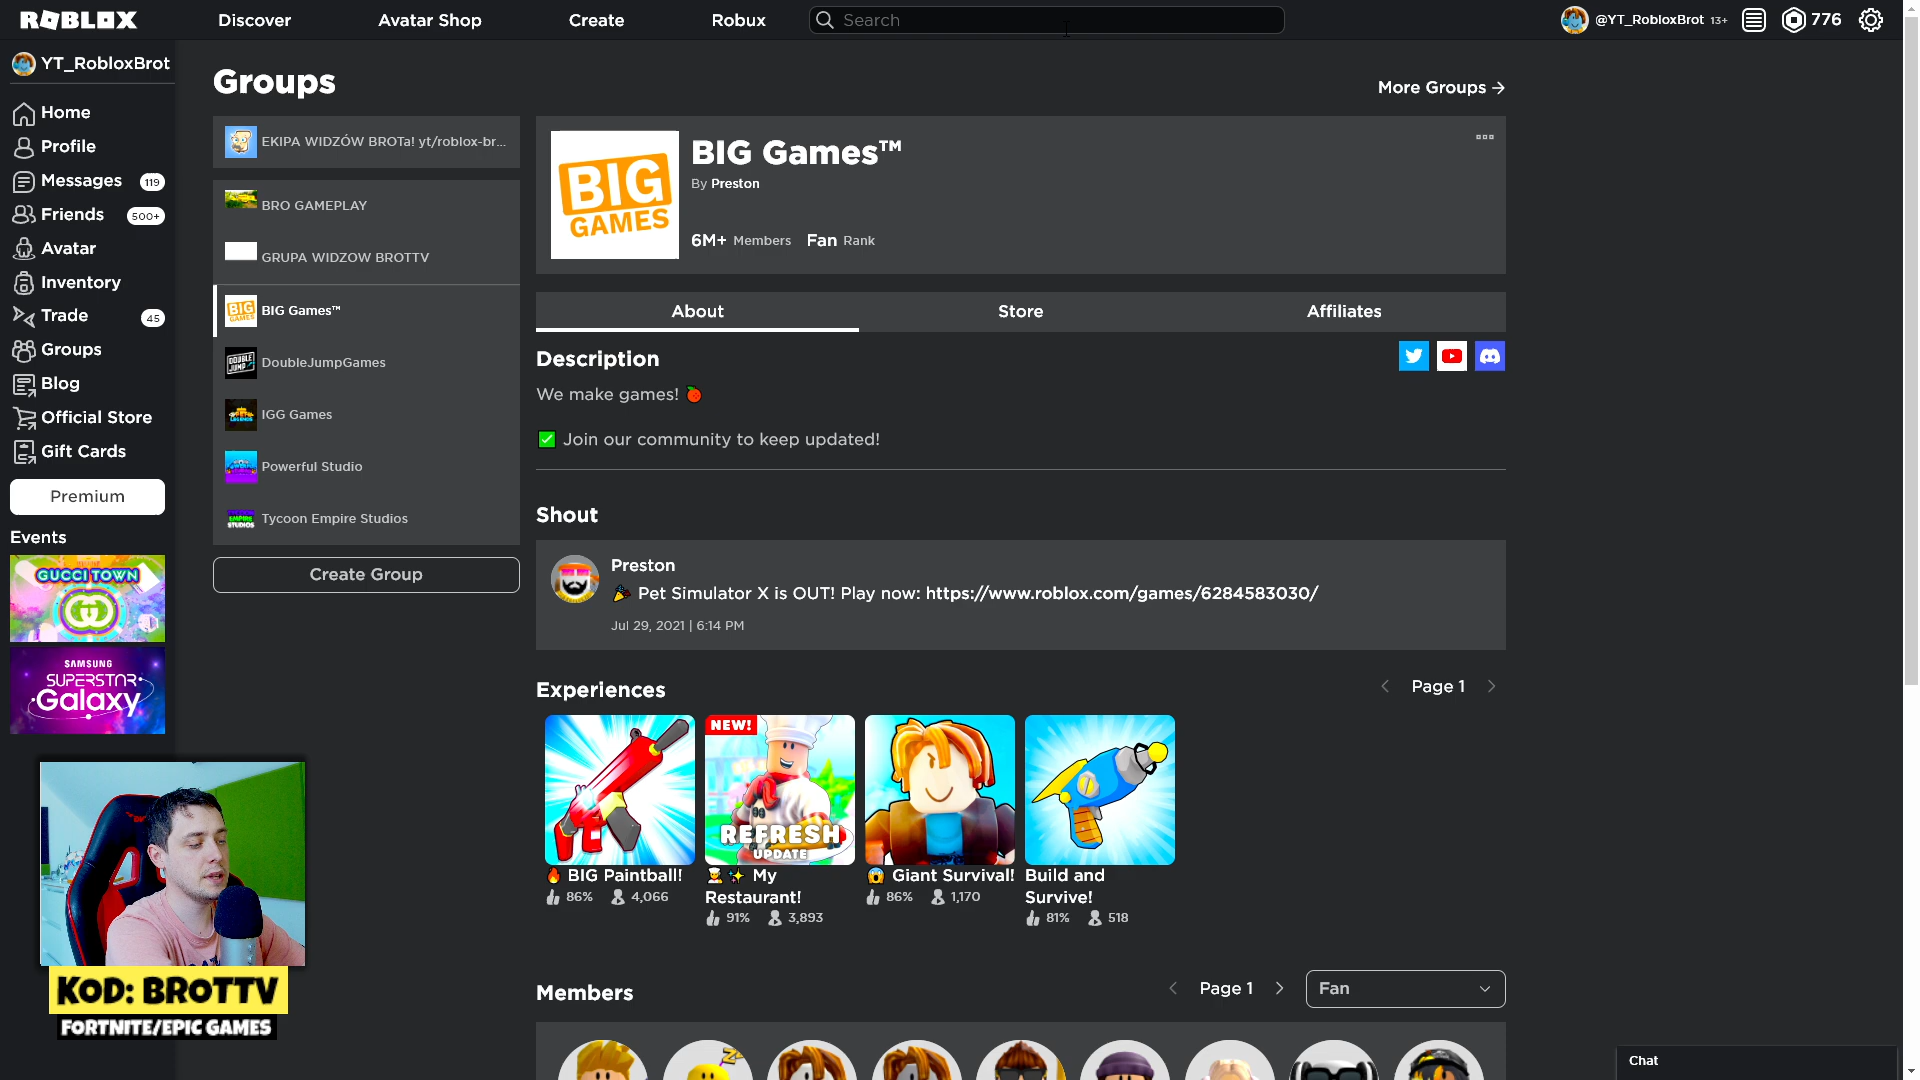 ROBLOX
Discover
Avatar Shop
Create
Robux
Search
@YT_RobloxBrot 13+
776
YT_RobloxBrot
Home
Profile
Messages 119
Friends 500+
Avatar
Inventory
Trade 45
Groups
Blog
Official Store
Gift Cards
Premium
Events
GUCCI TOWN
SAMSUNG
SUPERSTAR
Galaxy
KOD: BROTTV
FORTNITE/EPIC GAMES
Groups
More Groups →
EKIPA WIDZÓW BROTa! yt/roblox-br...
BRO GAMEPLAY
GRUPA WIDZOW BROTTV
BIG GAMES
BIG Games™
DOUBLE JUMP
DoubleJumpGames
IGG Games
Powerful Studio
EMPIRE STUDIOS
Tycoon Empire Studios
Create Group
BIG
GAMES
BIG Games™
By Preston
6M+ Members Fan Rank
About
Store
Affiliates
Description
We make games! 🍊
✅ Join our community to keep updated!
Shout
Preston
🎉 Pet Simulator X is OUT! Play now: https://www.roblox.com/games/6284583030/
Jul 29, 2021 | 6:14 PM
Experiences
Page 1
NEW!
REFRESH
UPDATE
🔥 BIG Paintball!
86% 4,066
👨‍🍳✨ My
Restaurant!
91% 3,893
😱 Giant Survival!
86% 1,170
Build and
Survive!
81% 518
Members
Page 1
Fan
Chat